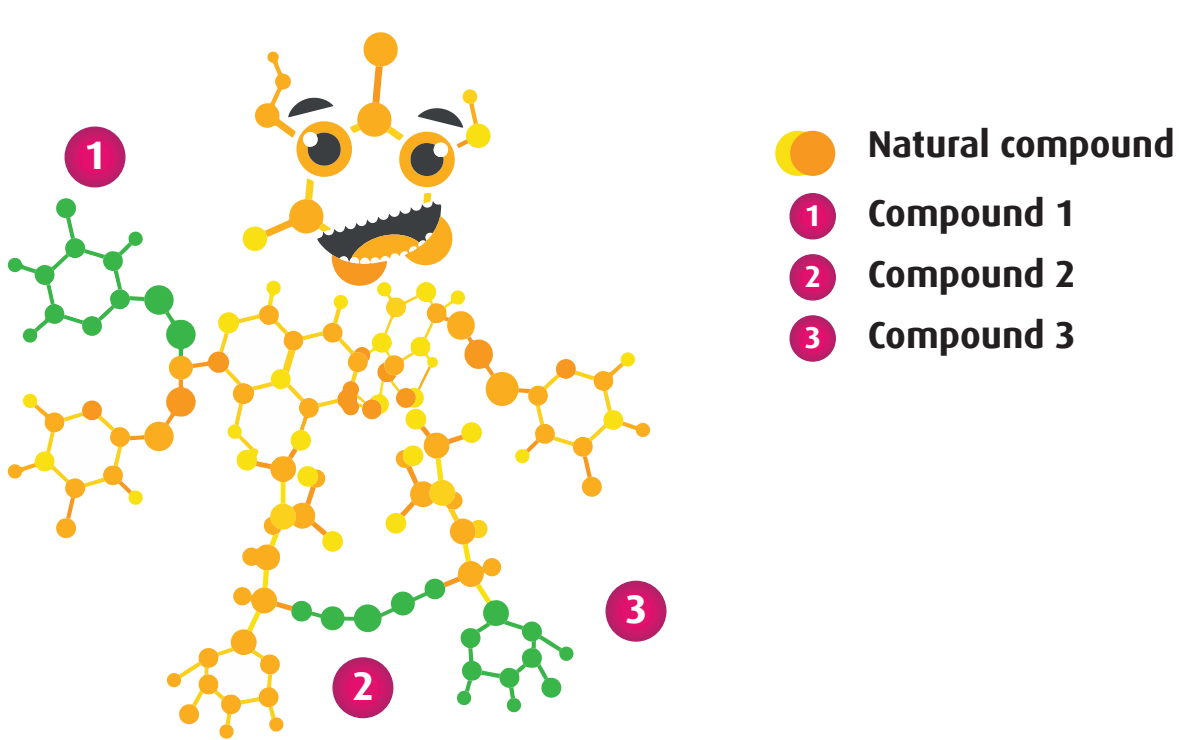 1
Natural compound
1 Compound 1
2 Compound 2
3 Compound 3
3
2